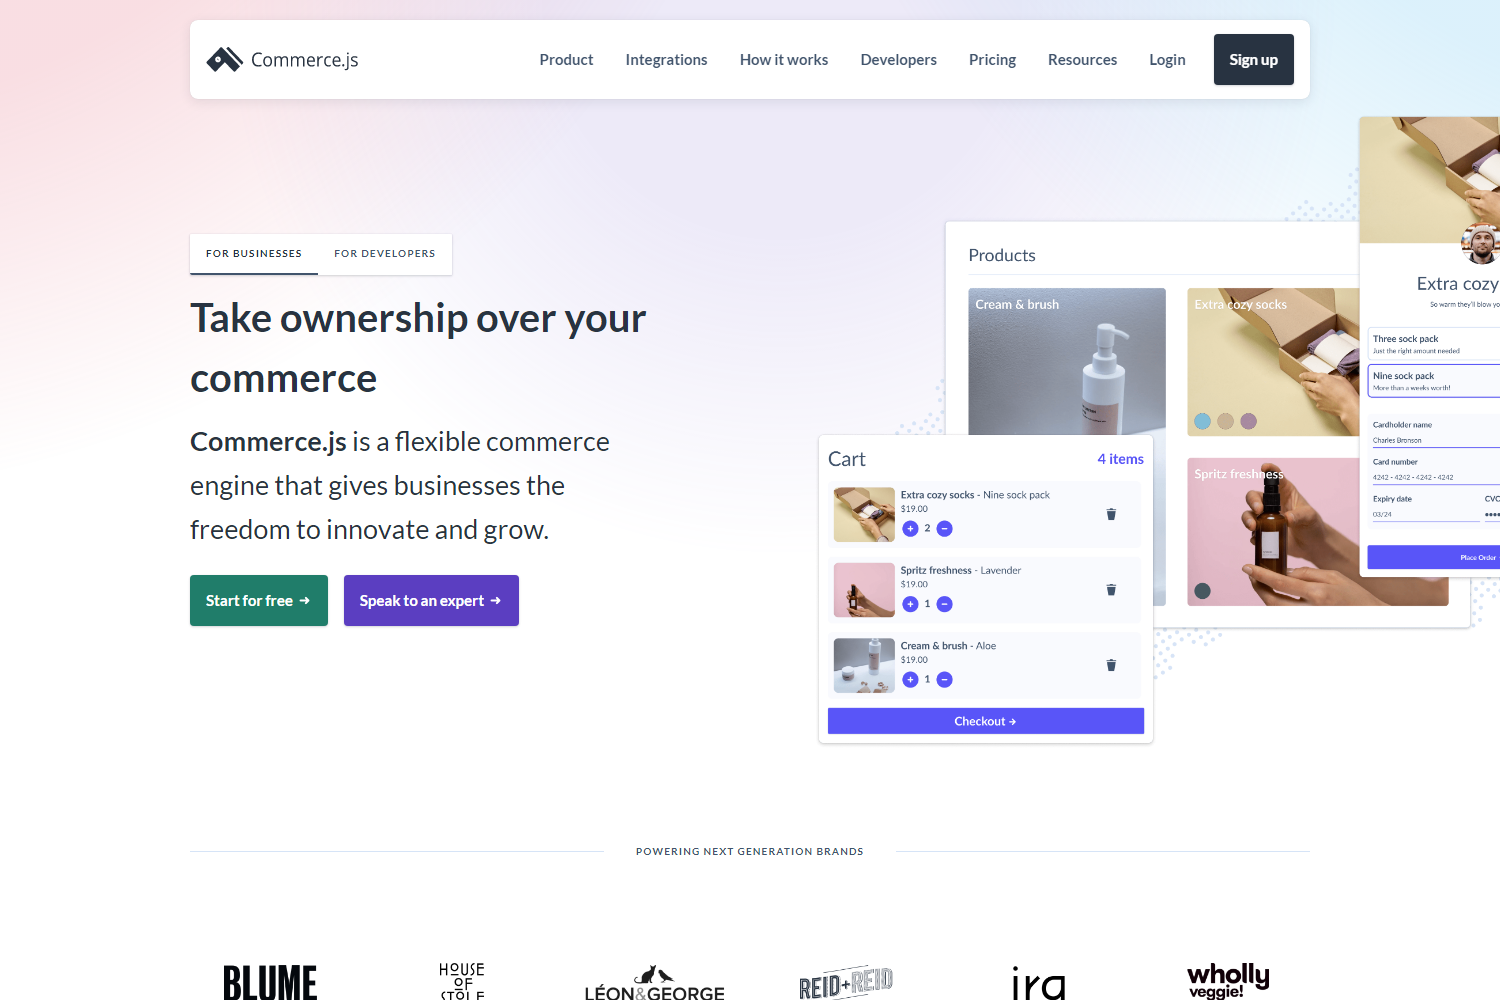 Commerce.js
Product
Integrations
How it works
Developers
Pricing
Resources
Login
Sign up
FOR BUSINESSES
FOR DEVELOPERS
Take ownership over your
commerce
Commerce.js is a flexible commerce
engine that gives businesses the
freedom to innovate and grow.
Start for free →
Speak to an expert →
Products
Cream & brush
Extra cozy socks
Spritz freshness
Cart
4 items
Extra cozy socks - Nine sock pack
$19.00
+ 2 −
Spritz freshness - Lavender
$19.00
+ 1 −
Cream & brush - Aloe
$19.00
+ 1 −
Checkout →
Extra cozy
So warm they'll blow yo
Three sock pack
Just the right amount needed
Nine sock pack
More than a weeks worth!
Cardholder name
Charles Bronson
Card number
4242 - 4242 - 4242 - 4242
Expiry date
CVC
03/24
Place Order
POWERING NEXT GENERATION BRANDS
BLUME
HOUSE
OF
STOLE
LÉON&GEORGE
REID+REID
ira
wholly
veggie!